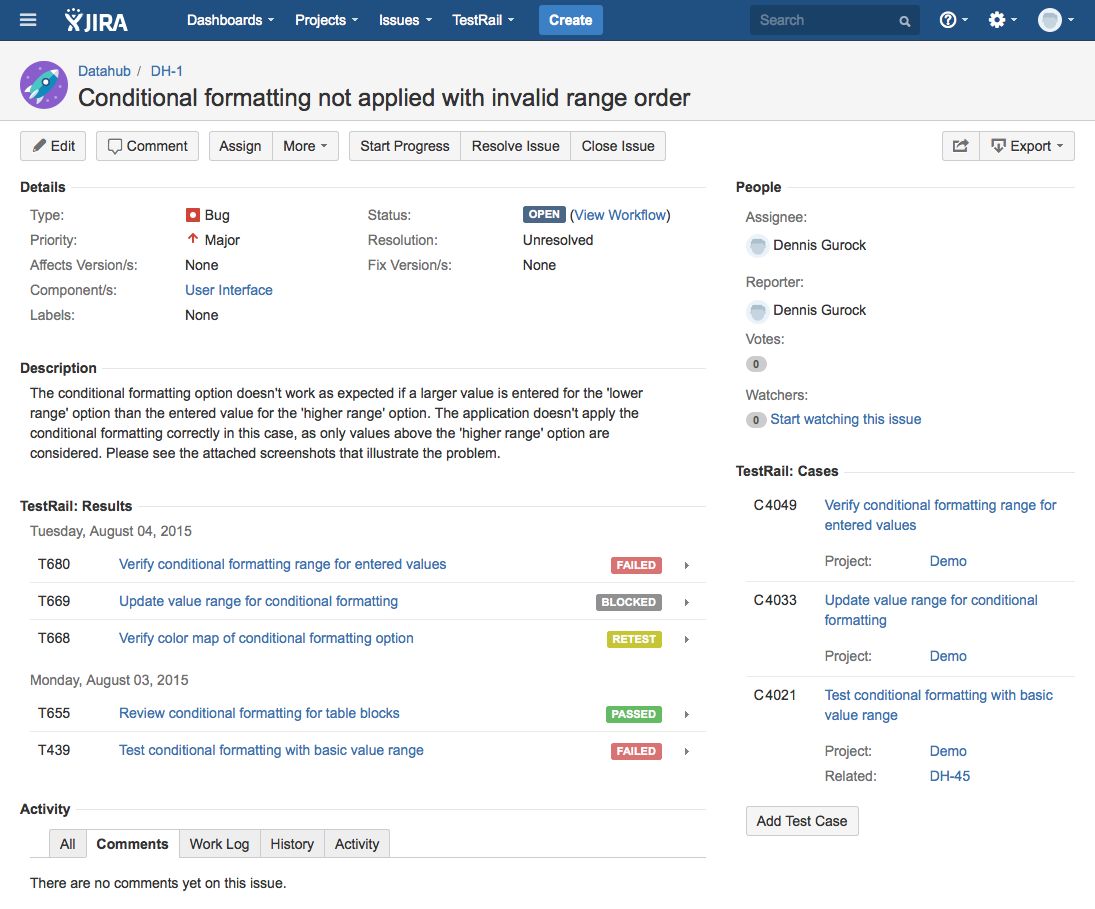 JIRA Dashboards Projects Issues TestRail Create Search
Datahub / DH-1
Conditional formatting not applied with invalid range order
Edit Comment Assign More Start Progress Resolve Issue Close Issue Export
Details
Type: Bug Status: OPEN (View Workflow)
Priority: Major Resolution: Unresolved
Affects Version/s: None Fix Version/s: None
Component/s: User Interface
Labels: None
Description
The conditional formatting option doesn't work as expected if a larger value is entered for the 'lower
range' option than the entered value for the 'higher range' option. The application doesn't apply the
conditional formatting correctly in this case, as only values above the 'higher range' option are
considered. Please see the attached screenshots that illustrate the problem.
TestRail: Results
Tuesday, August 04, 2015
T680 Verify conditional formatting range for entered values FAILED
T669 Update value range for conditional formatting BLOCKED
T668 Verify color map of conditional formatting option RETEST
Monday, August 03, 2015
T655 Review conditional formatting for table blocks PASSED
T439 Test conditional formatting with basic value range FAILED
Activity
All Comments Work Log History Activity
There are no comments yet on this issue.
People
Assignee:
Dennis Gurock
Reporter:
Dennis Gurock
Votes:
0
Watchers:
0 Start watching this issue
TestRail: Cases
C4049 Verify conditional formatting range for
entered values
Project: Demo
C4033 Update value range for conditional
formatting
Project: Demo
C4021 Test conditional formatting with basic
value range
Project: Demo
Related: DH-45
Add Test Case